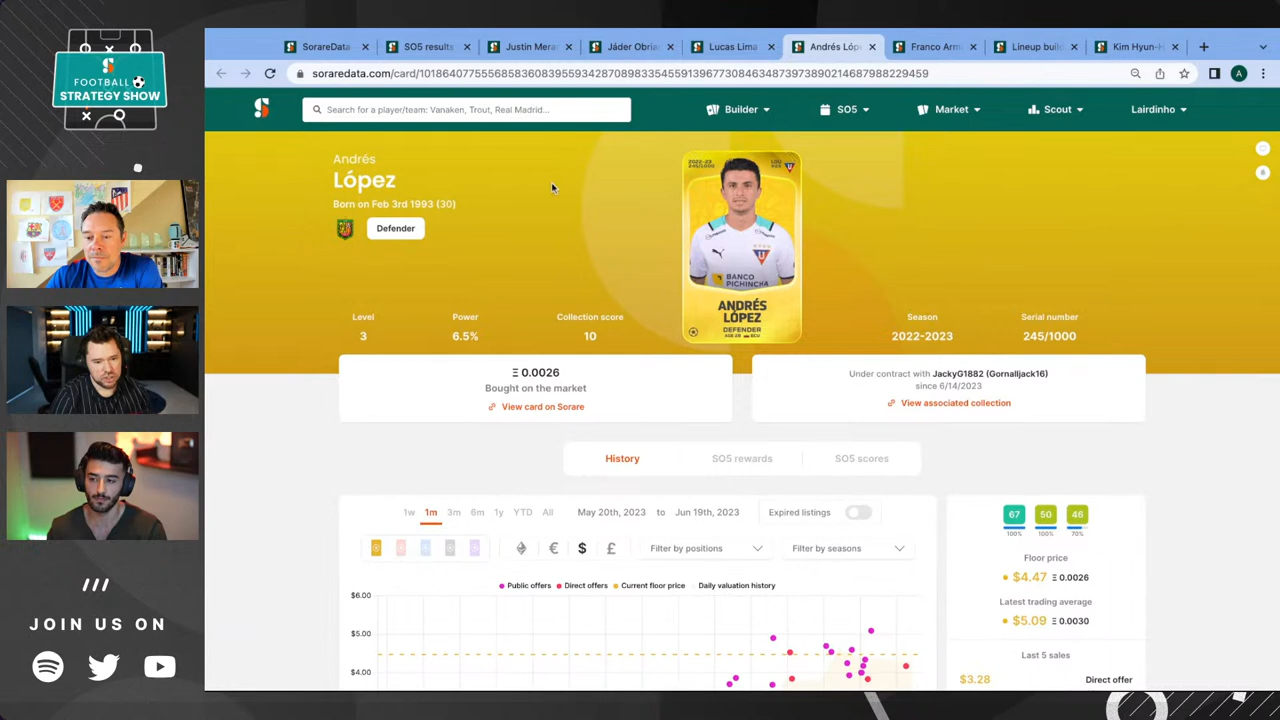 FOOTBALL
STRATEGY SHOW
JOIN US ON
SorareData
SO5 results
Justin Mera
Jáder Obria
Lucas Lima
Andrés Lóp
Franco Arm
Lineup buil
Kim Hyun-H
Search for a player/team: Vanaken, Trout, Real Madrid...
Builder
SO5
Market
Scout
Lairdinho
Andrés
López
Born on Feb 3rd 1993 (30)
Defender
Level
3
Power
6.5%
Collection score
10
2022-23
245/1000
BANCO
PICHINCHA
ANDRÉS
LÓPEZ
DEFENDER
Season
2022-2023
Serial number
245/1000
Ξ 0.0026
Bought on the market
View card on Sorare
Under contract with JackyG1882 (Gornalljack16)
since 6/14/2023
View associated collection
History
SO5 rewards
SO5 scores
1w 1m 3m 6m 1y YTD All
May 20th, 2023 to Jun 19th, 2023
Expired listings
€ $ £
Filter by positions
Filter by seasons
Public offers
Direct offers
Current floor price
Daily valuation history
$6.00
$5.00
$4.00
67 50 46
100% 100% 70%
Floor price
$4.47 Ξ 0.0026
Latest trading average
$5.09 Ξ 0.0030
Last 5 sales
$3.28 Direct offer